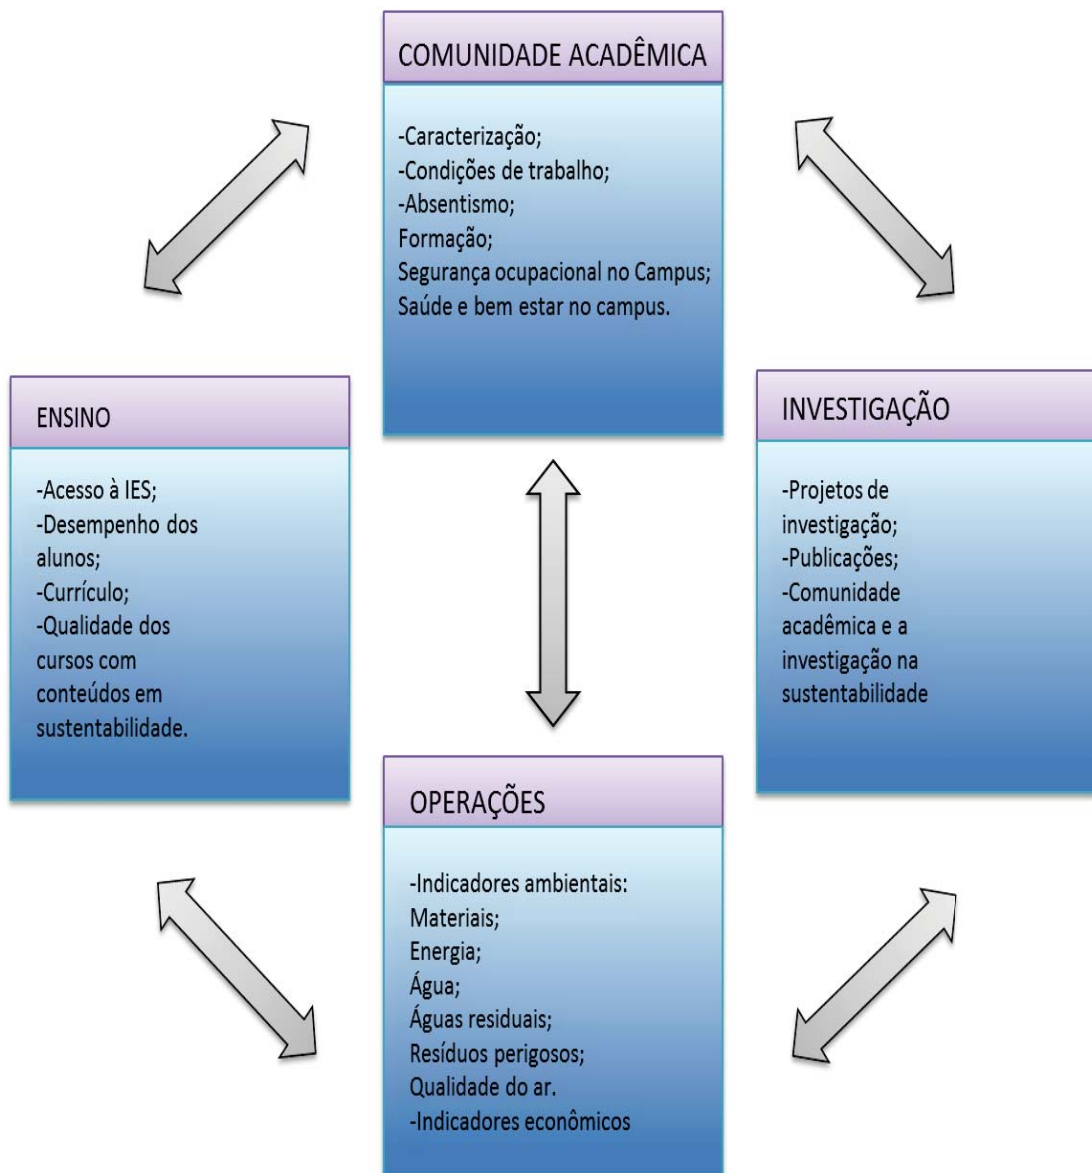 COMUNIDADE ACADÊMICA
-Caracterização;
-Condições de trabalho;
-Absentismo;
Formação;
Segurança ocupacional no Campus;
Saúde e bem estar no campus.
ENSINO
-Acesso à IES;
-Desempenho dos
alunos;
-Currículo;
-Qualidade dos
cursos com
conteúdos em
sustentabilidade.
INVESTIGAÇÃO
-Projetos de
investigação;
-Publicações;
-Comunidade
acadêmica e a
investigação na
sustentabilidade
OPERAÇÕES
-Indicadores ambientais:
Materiais;
Energia;
Água;
Águas residuais;
Resíduos perigosos;
Qualidade do ar.
-Indicadores econômicos